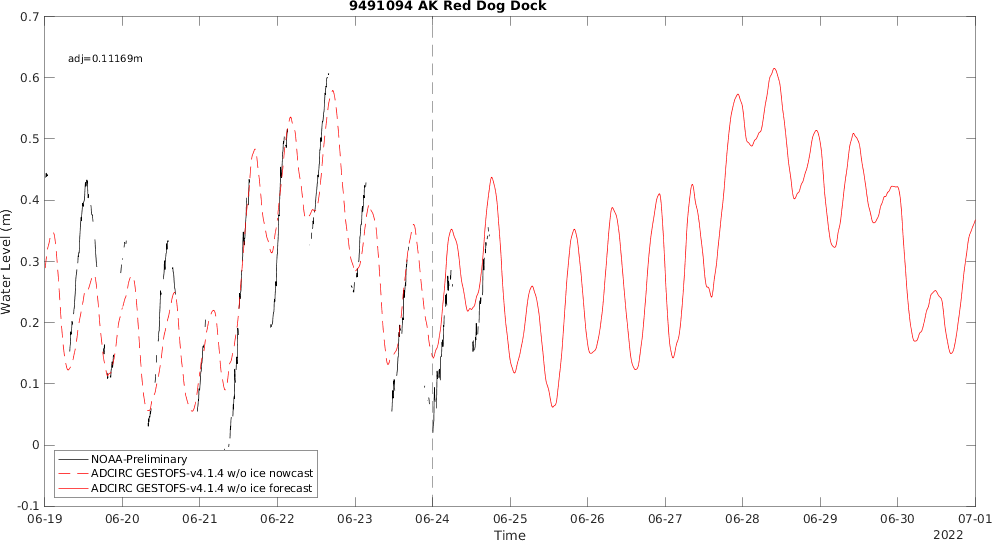 9491094 AK Red Dog Dock
0.7
0.6
0.5
0.4
0.3
0.2
0.1
0
-0.1
Water Level (m)
adj=0.11169m
NOAA-Preliminary
ADCIRC GESTOFS-v4.1.4 w/o ice nowcast
ADCIRC GESTOFS-v4.1.4 w/o ice forecast
06-19 06-20 06-21 06-22 06-23 06-24 06-25 06-26 06-27 06-28 06-29 06-30 07-01
Time
2022